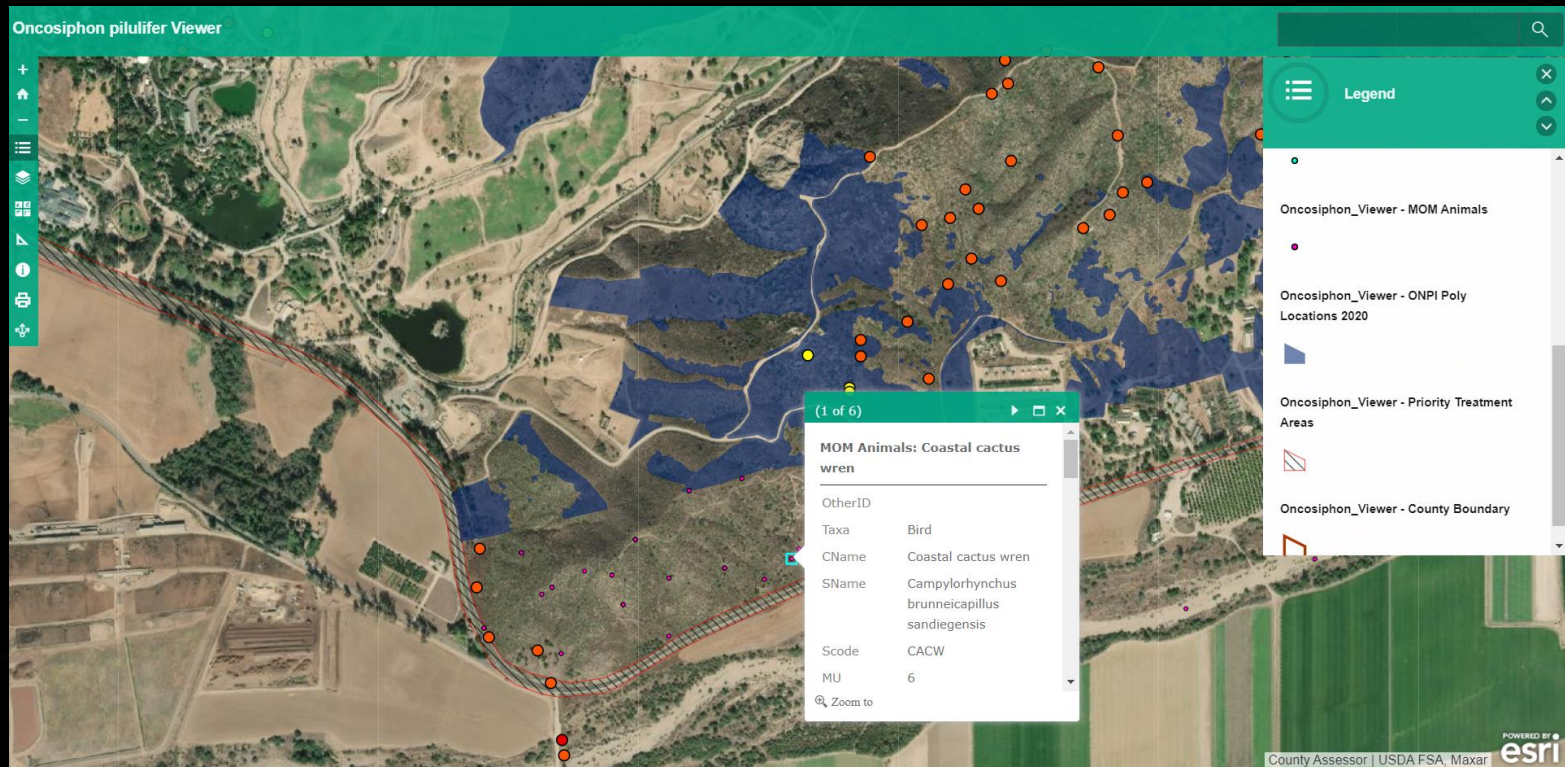 Oncosiphon pilulifer Viewer
Legend
Oncosiphon_Viewer - MOM Animals
Oncosiphon_Viewer - ONPI Poly
Locations 2020
Oncosiphon_Viewer - Priority Treatment
Areas
Oncosiphon_Viewer - County Boundary
(1 of 6)
MOM Animals: Coastal cactus
wren
OtherID
Taxa Bird
CName Coastal cactus wren
SName Campylorhynchus
brunneicapillus
sandiegensis
Scode CACW
MU 6
Zoom to
County Assessor | USDA FSA, Maxar
POWERED BY
esri